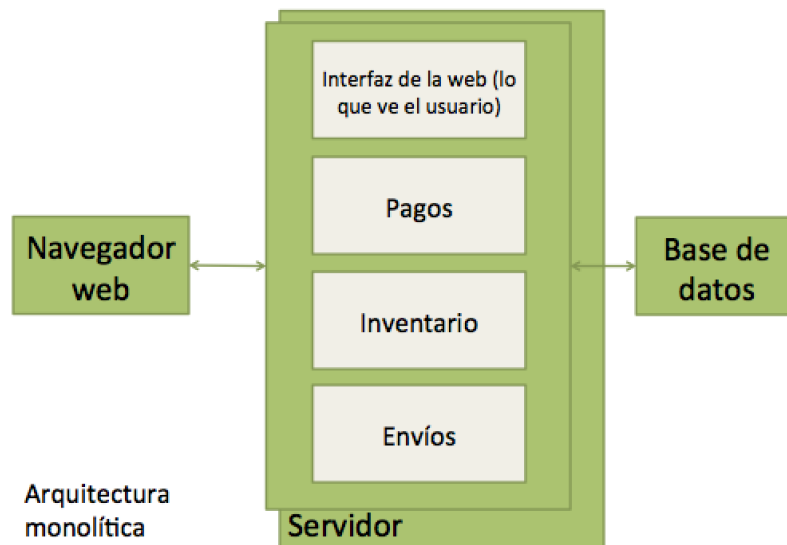 Interfaz de la web (lo
que ve el usuario)
Pagos
Navegador
web
Base de
datos
Inventario
Envíos
Arquitectura
monolítica
Servidor